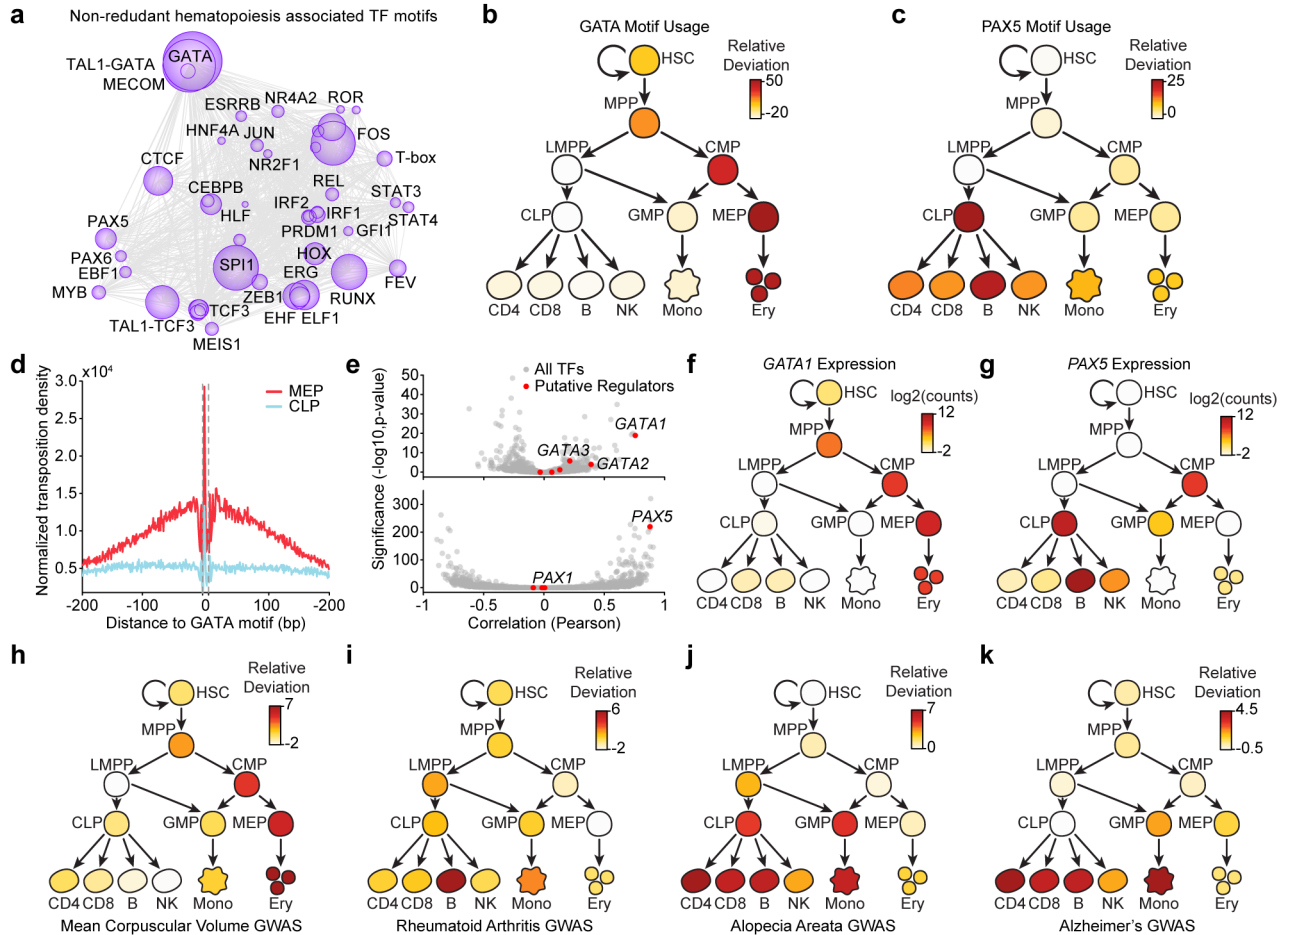 a
Non-redudant hematopoiesis associated TF motifs
GATA
TAL1-GATA
MECOM
ESRRB
NR4A2
ROR
HNF4A
JUN
FOS
NR2F1
T-box
CTCF
CEBPB
REL
STAT3
HLF
IRF2
IRF1
STAT4
PRDM1
GFI1
PAX5
PAX6
HOX
EBF1
SPI1
ERG
FEV
MYB
ZEB1
RUNX
TAL1-TCF3
TCF3
EHF
ELF1
MEIS1
b
GATA Motif Usage
HSC
Relative
Deviation
50
-20
MPP
LMPP
CMP
CLP
GMP
MEP
CD4
CD8
B
NK
Mono
Ery
c
PAX5 Motif Usage
HSC
Relative
Deviation
25
0
MPP
LMPP
CMP
CLP
GMP
MEP
CD4
CD8
B
NK
Mono
Ery
d
x10⁴
3.0
2.5
2.0
1.5
1.0
0.5
Normalized transposition density
MEP
CLP
-200
-100
0
-100
-200
Distance to GATA motif (bp)
e
50
40
30
20
10
0
All TFs
Putative Regulators
GATA1
GATA3
GATA2
Significance (-log10,p-value)
300
200
100
0
PAX5
PAX1
-1
-0.5
0
0.5
1
Correlation (Pearson)
f
GATA1 Expression
HSC
log2(counts)
12
-2
MPP
LMPP
CMP
CLP
GMP
MEP
CD4
CD8
B
NK
Mono
Ery
g
PAX5 Expression
HSC
log2(counts)
12
-2
MPP
LMPP
CMP
CLP
GMP
MEP
CD4
CD8
B
NK
Mono
Ery
h
HSC
Relative
Deviation
7
-2
MPP
LMPP
CMP
CLP
GMP
MEP
CD4
CD8
B
NK
Mono
Ery
Mean Corpuscular Volume GWAS
i
HSC
Relative
Deviation
6
-2
MPP
LMPP
CMP
CLP
GMP
MEP
CD4
CD8
B
NK
Mono
Ery
Rheumatoid Arthritis GWAS
j
HSC
Relative
Deviation
7
0
MPP
LMPP
CMP
CLP
GMP
MEP
CD4
CD8
B
NK
Mono
Ery
Alopecia Areata GWAS
k
HSC
Relative
Deviation
4.5
-0.5
MPP
LMPP
CMP
CLP
GMP
MEP
CD4
CD8
B
NK
Mono
Ery
Alzheimer's GWAS